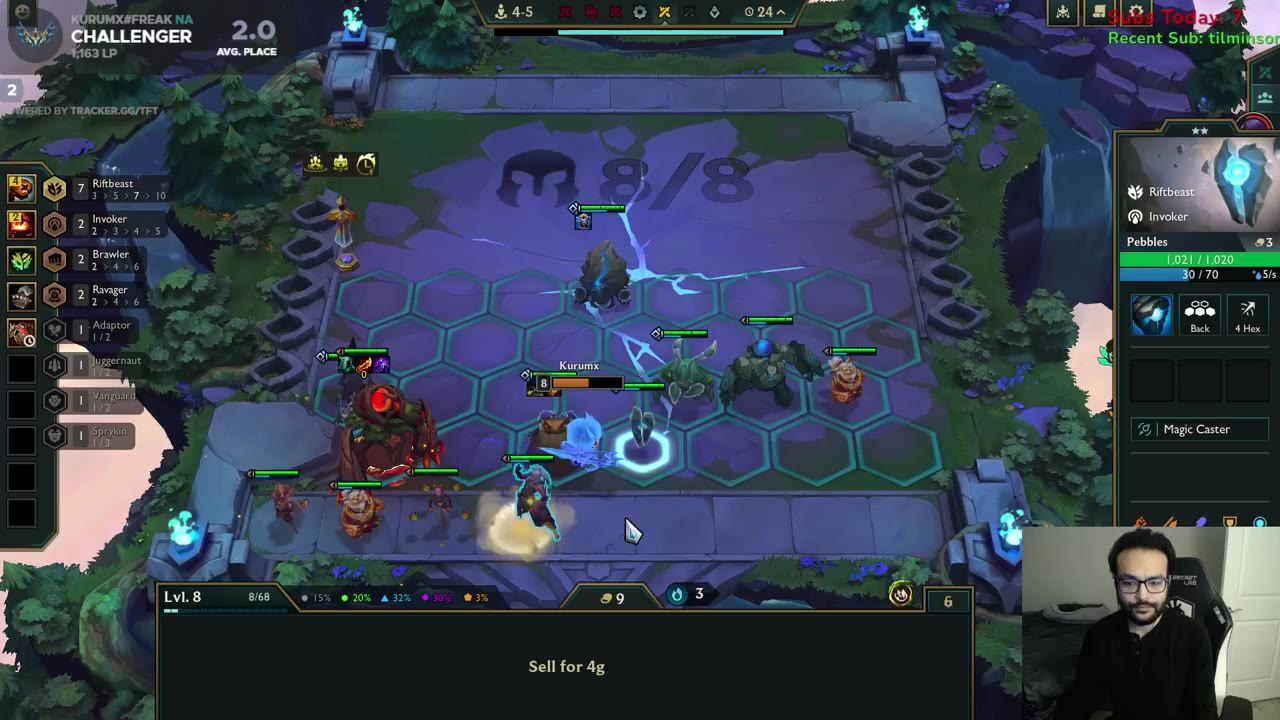 KURUMX#FREAK NA
CHALLENGER
1,163 LP
2.0
AVG. PLACE
2
WERED BY TRACKER.GG/TFT
4-5
24
Subs Today: 7
Recent Sub: tilminson
8/8
7 Riftbeast
3 > 5 > 7 > 10
2 Invoker
2 > 3 > 4 > 5
2 Brawler
2 > 4 > 6
2 Ravager
2 > 4 > 6
1 Adaptor
1 / 2
1 Juggernaut
1 / 2
1 Vanguard
1 / 2
1 Sprykin
1 / 3
Kurumx
8
0
Riftbeast
Invoker
Pebbles
3
1,021 / 1,020
30 / 70
5/s
Back
4 Hex
Magic Caster
Lvl. 8
8/68
15%
20%
32%
30%
3%
9
3
6
Sell for 4g